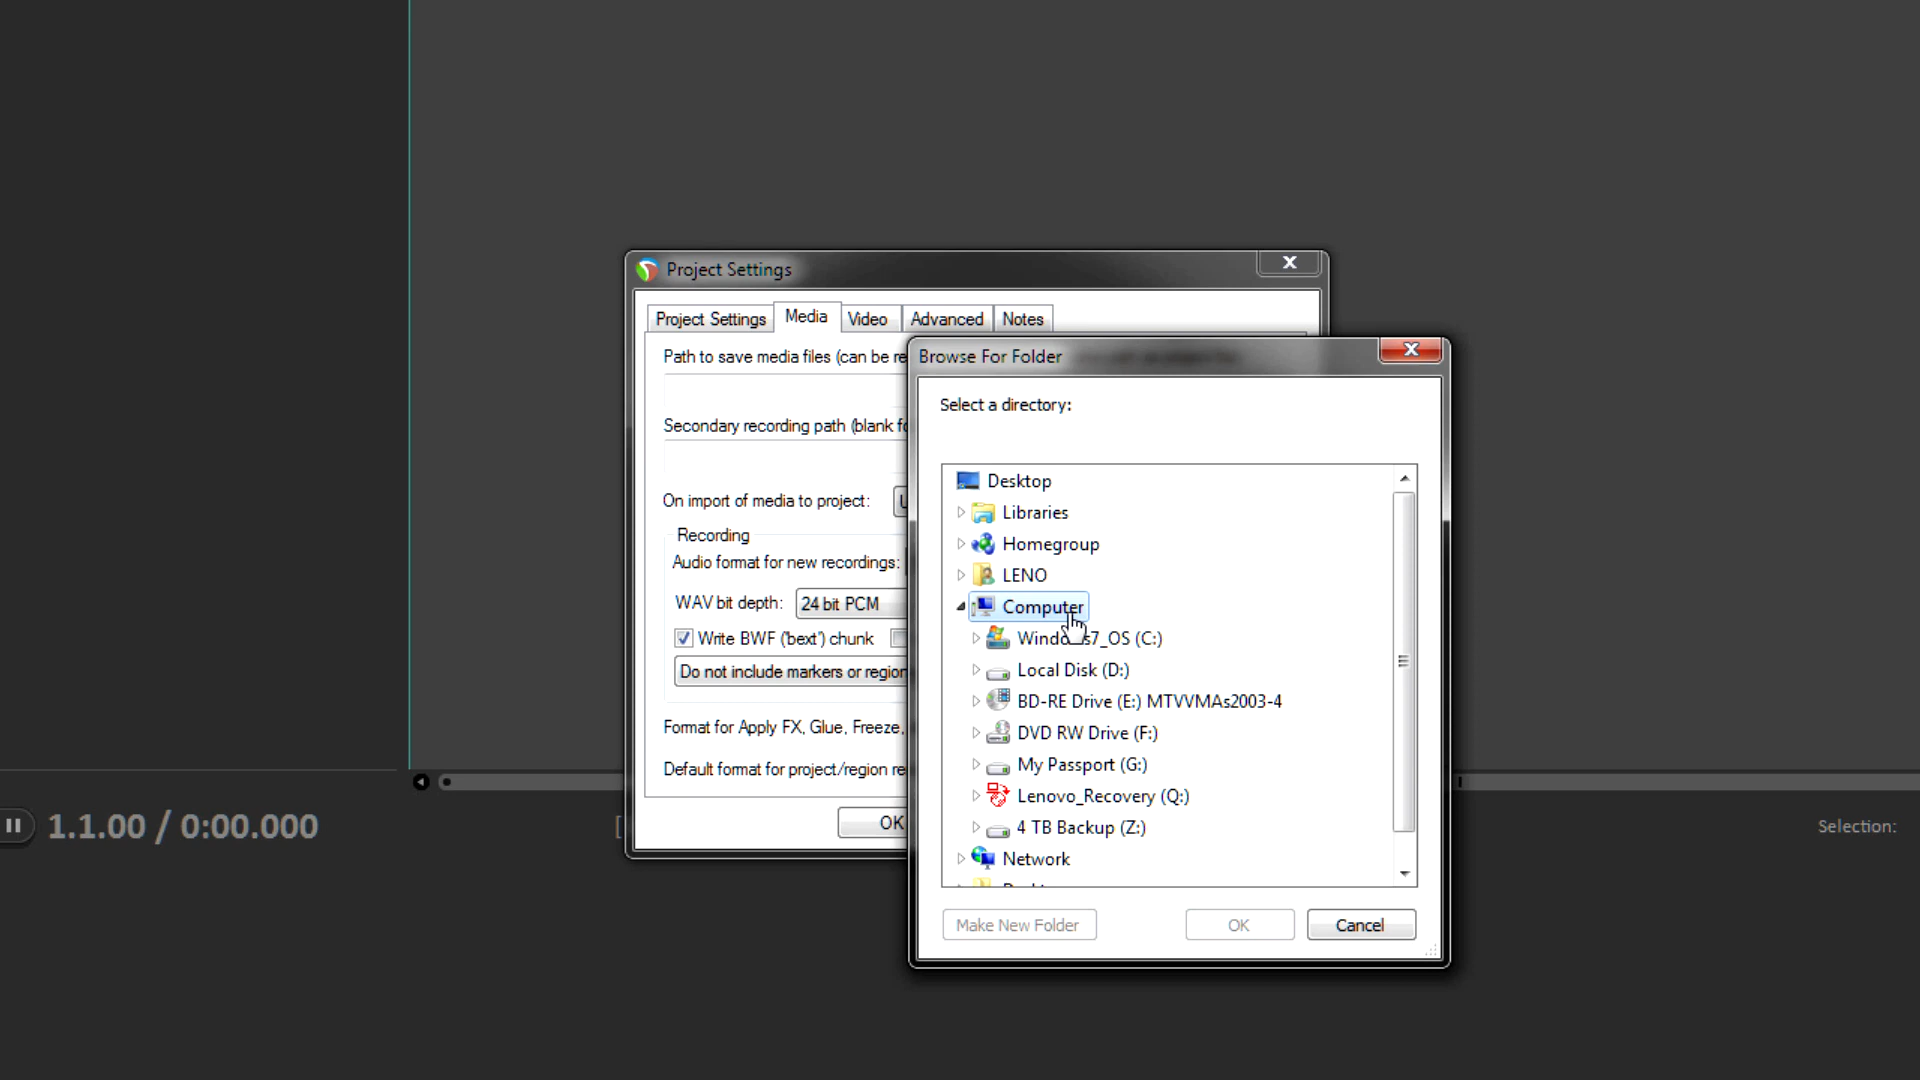 Project Settings
X
Project Settings
Media
Video
Advanced
Notes
Path to save media files (can be re
Secondary recording path (blank fo
On import of media to project:
Recording
Audio format for new recordings:
WAV bit depth:
24 bit PCM
Write BWF ('bext') chunk
Do not include markers or region
Format for Apply FX, Glue, Freeze,
Default format for project/region re
OK
Browse For Folder
X
Select a directory:
Desktop
Libraries
Homegroup
LENO
Computer
Windows7_OS (C:)
Local Disk (D:)
BD-RE Drive (E:) MTVVMAs2003-4
DVD RW Drive (F:)
My Passport (G:)
Lenovo_Recovery (Q:)
4 TB Backup (Z:)
Network
Make New Folder
OK
Cancel
1.1.00 / 0:00.000
[
Selection: